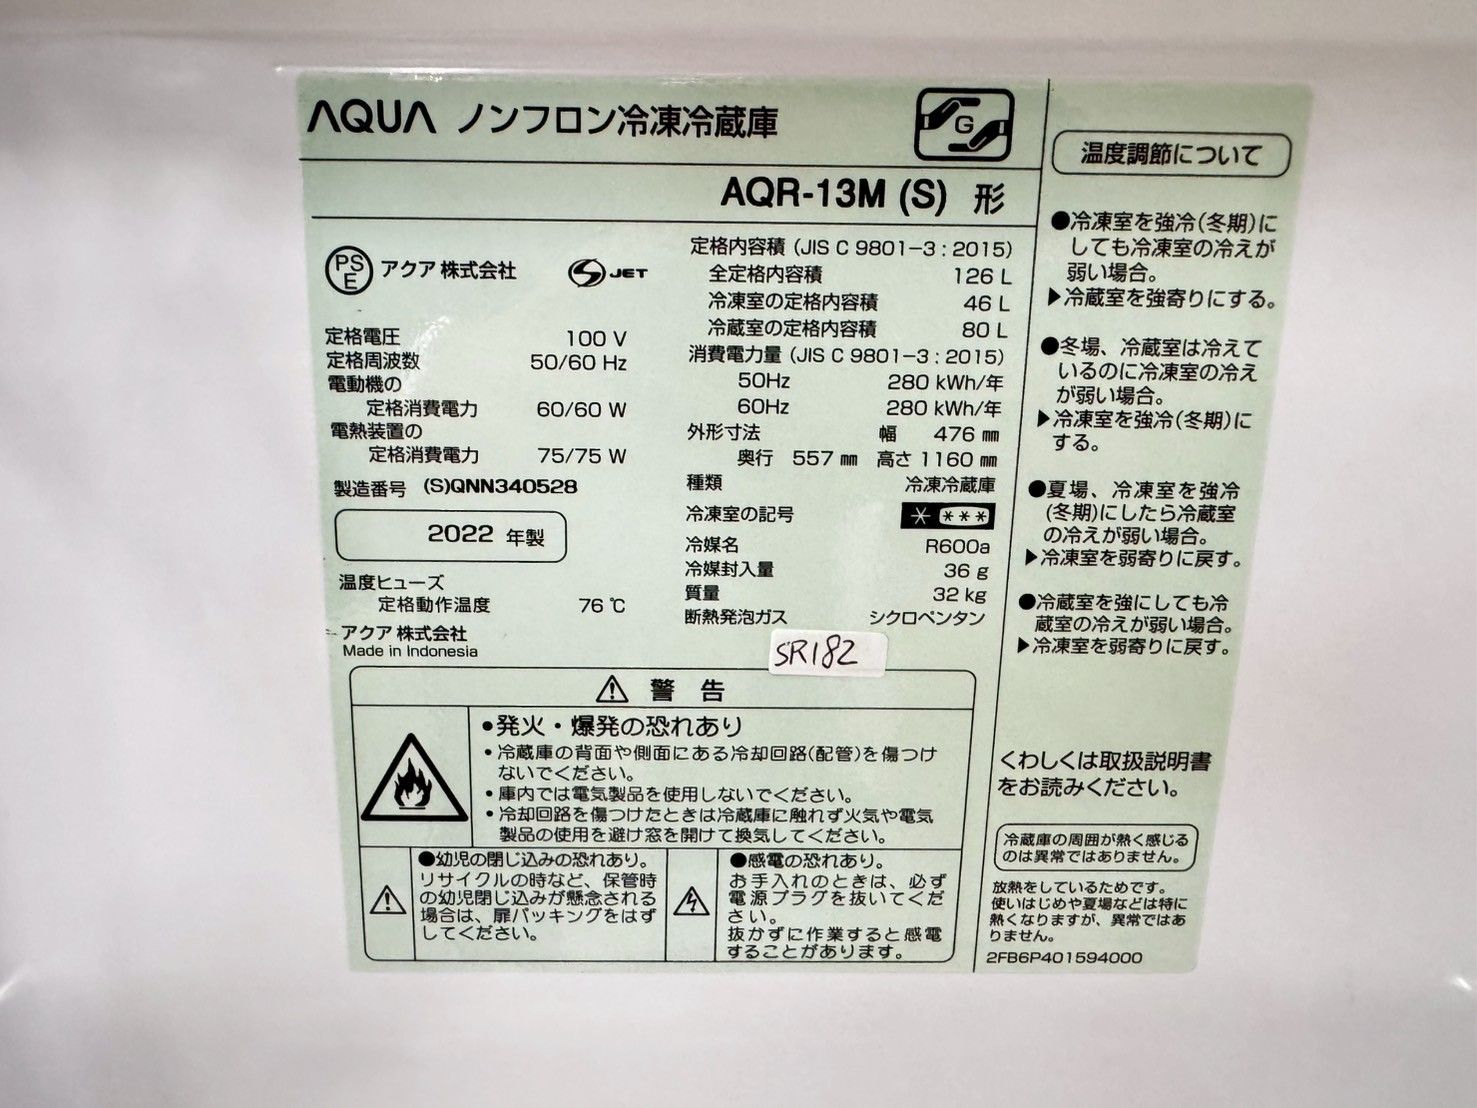 AQUA ノンフロン冷凍冷蔵庫
G
AQR-13M (S) 形
PS
E
アクア 株式会社
S JET
定格電圧 100 V
定格周波数 50/60 Hz
電動機の
定格消費電力 60/60 W
電熱装置の
定格消費電力 75/75 W
製造番号 (S)QNN340528
2022 年製
温度ヒューズ
定格動作温度 76 ℃
アクア 株式会社
Made in Indonesia
定格内容積 (JIS C 9801-3 : 2015)
全定格内容積 126 L
冷凍室の定格内容積 46 L
冷蔵室の定格内容積 80 L
消費電力量 (JIS C 9801-3 : 2015)
50Hz 280 kWh/年
60Hz 280 kWh/年
外形寸法 幅 476 ㎜
奥行 557 ㎜ 高さ 1160 ㎜
種類 冷凍冷蔵庫
冷凍室の記号 * ***
冷媒名 R600a
冷媒封入量 36 g
質量 32 kg
断熱発泡ガス シクロペンタン
SR182
⚠ 警 告
•発火・爆発の恐れあり
•冷蔵庫の背面や側面にある冷却回路(配管)を傷つけ
ないでください。
•庫内では電気製品を使用しないでください。
•冷却回路を傷つけたときは冷蔵庫に触れず火気や電気
製品の使用を避け窓を開けて換気してください。
●幼児の閉じ込みの恐れあり。
リサイクルの時など、保管時
の幼児閉じ込みが懸念される
場合は、扉パッキングをはず
してください。
●感電の恐れあり。
お手入れのときは、必ず
電源プラグを抜いてくだ
さい。
抜かずに作業すると感電
することがあります。
温度調節について
●冷凍室を強冷(冬期)に
しても冷凍室の冷えが
弱い場合。
▶冷蔵室を強寄りにする。
●冬場、冷蔵室は冷えて
いるのに冷凍室の冷え
が弱い場合。
▶冷凍室を強冷(冬期)に
する。
●夏場、冷凍室を強冷
(冬期)にしたら冷蔵室
の冷えが弱い場合。
▶冷凍室を弱寄りに戻す。
●冷蔵室を強にしても冷
蔵室の冷えが弱い場合。
▶冷凍室を弱寄りに戻す。
くわしくは取扱説明書
をお読みください。
冷蔵庫の周囲が熱く感じる
のは異常ではありません。
放熱をしているためです。
使いはじめや夏場などは特に
熱くなりますが、異常ではあ
りません。
2FB6P401594000